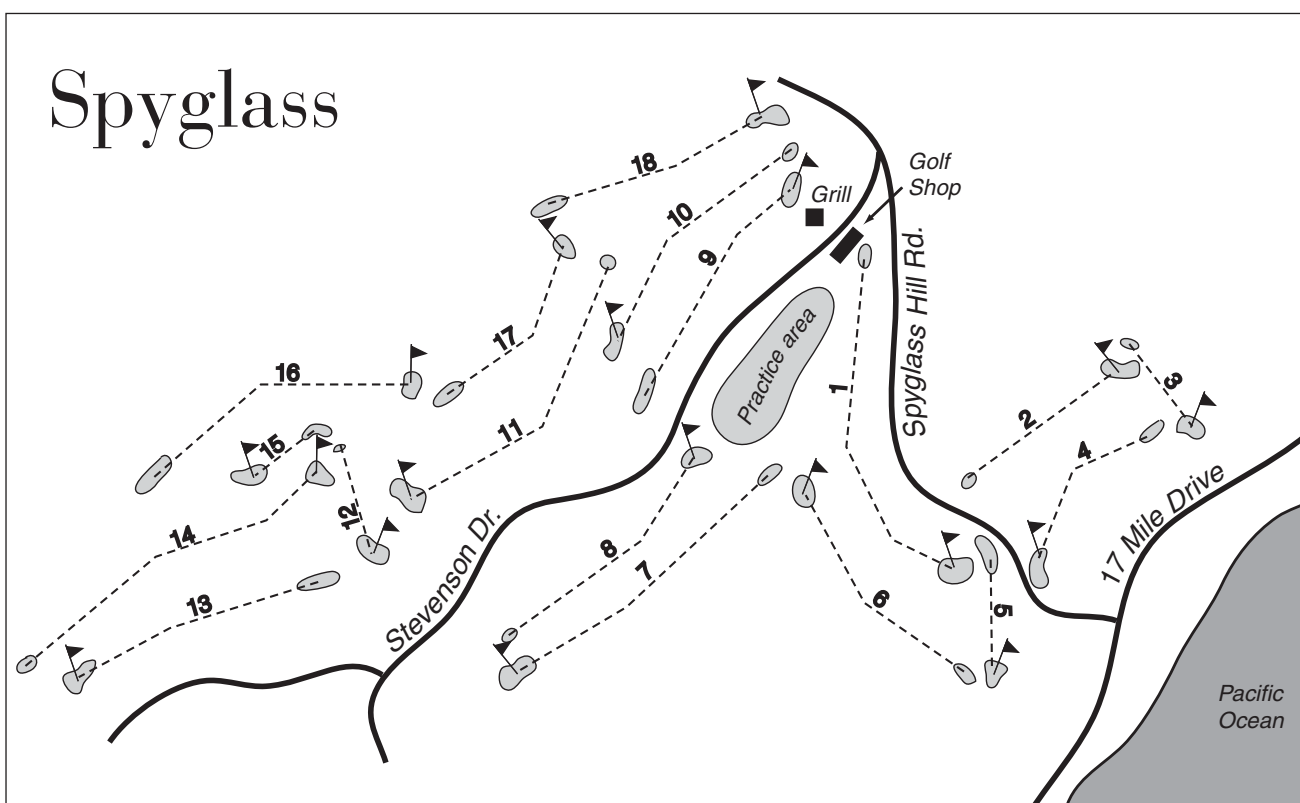 Spyglass
18
10
9
Grill
Golf
Shop
Spyglass Hill Rd.
Practice area
1
17
16
11
15
14
12
13
Stevenson Dr.
8
7
6
5
2
3
4
17 Mile Drive
Pacific
Ocean